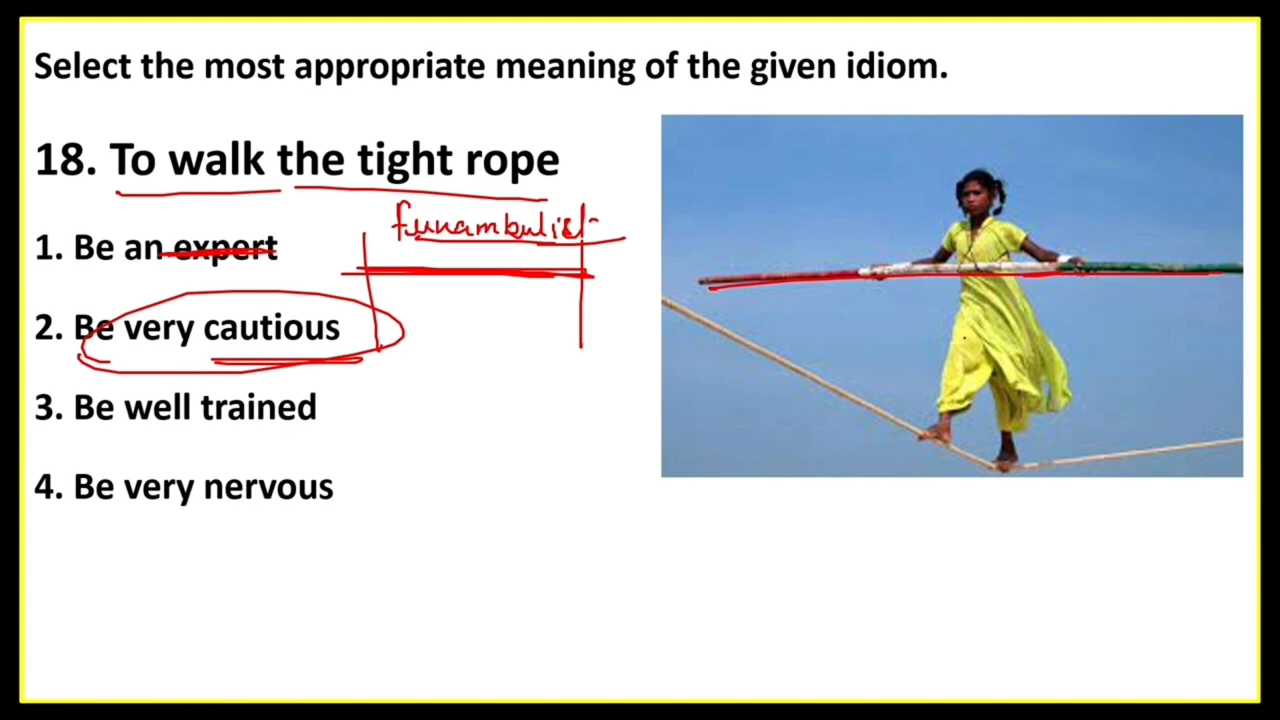 Select the most appropriate meaning of the given idiom.
18. To walk the tight rope
funambulist
1. Be an expert
2. Be very cautious
3. Be well trained
4. Be very nervous